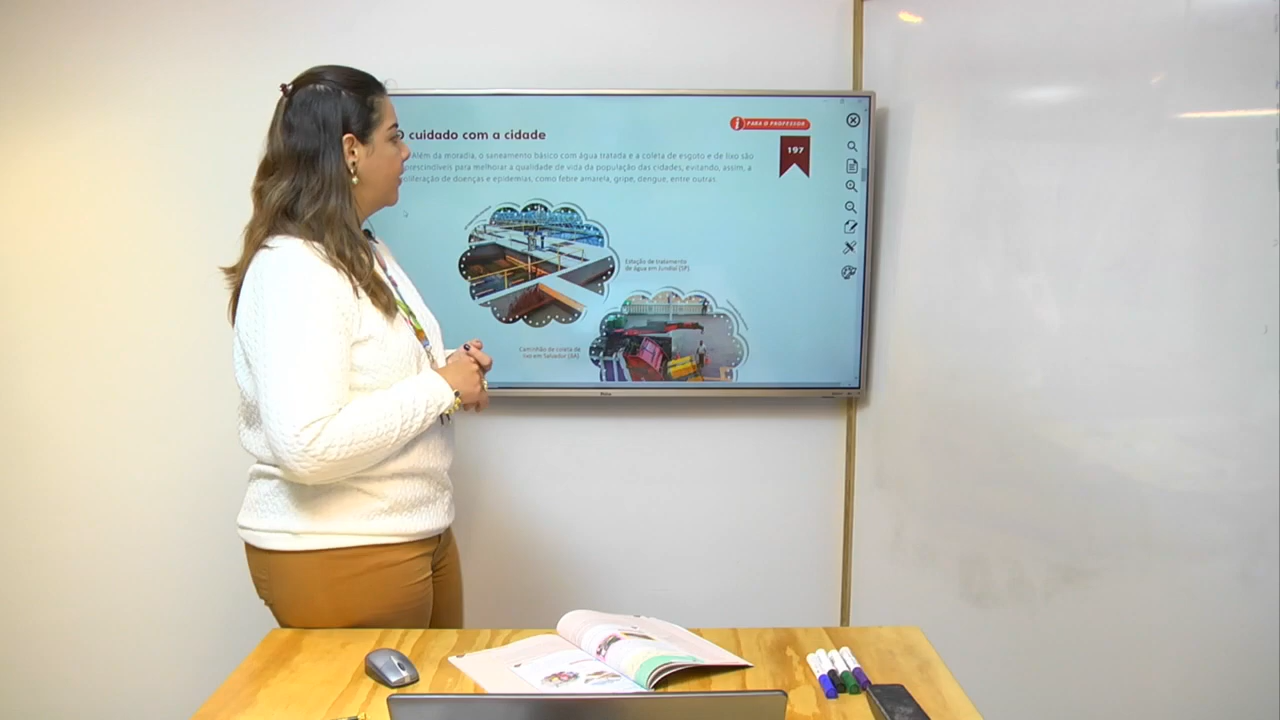 cuidado com a cidade
PARA O PROFESSOR
197
Além da moradia, o saneamento básico com água tratada e a coleta de esgoto e de lixo são
para melhorar a qualidade de vida da população das cidades, evitando, assim, a
de doenças e epidemias, como febre amarela, gripe, dengue, entre outras.
Estação de tratamento
de água em Jundiaí (SP)
Caminhão de coleta de
lixo em Salvador (BA)